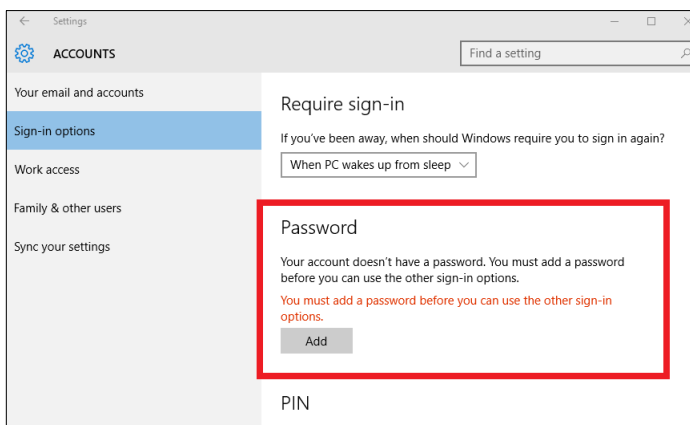 Settings
ACCOUNTS
Find a setting
Your email and accounts
Sign-in options
Work access
Family & other users
Sync your settings
Require sign-in
If you've been away, when should Windows require you to sign in again?
When PC wakes up from sleep
Password
Your account doesn't have a password. You must add a password
before you can use the other sign-in options.
You must add a password before you can use the other sign-in
options.
Add
PIN